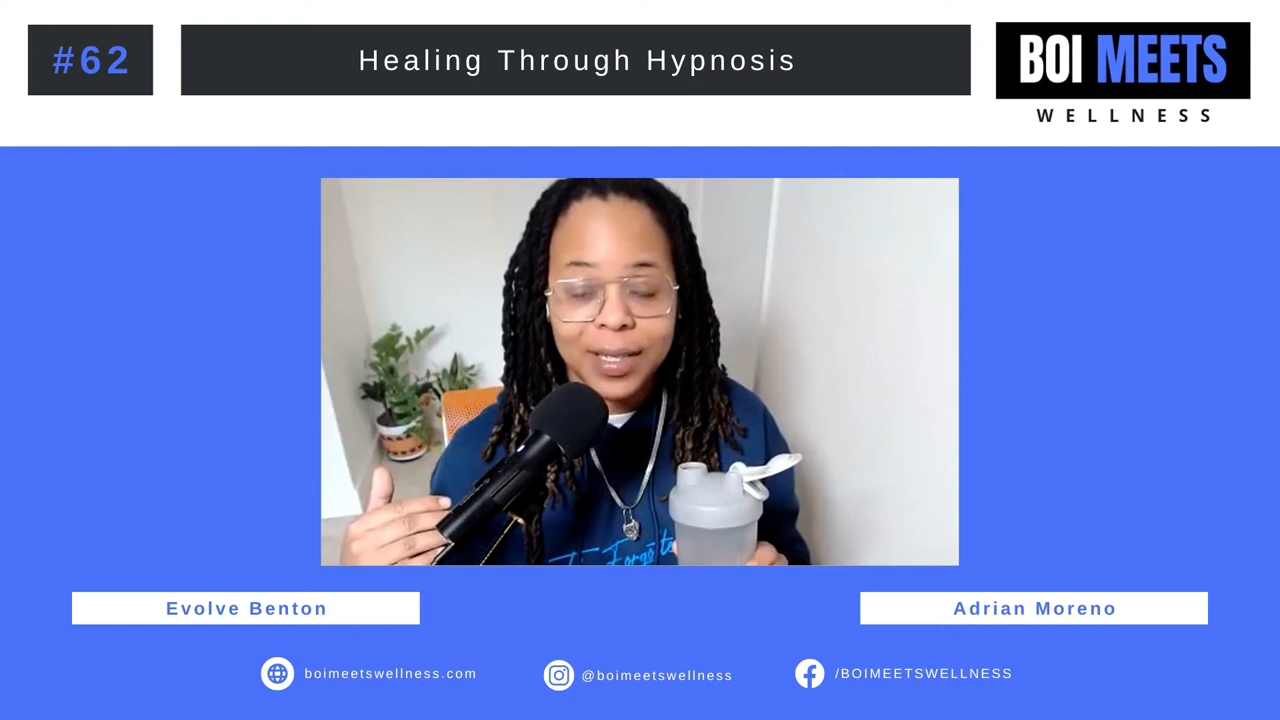 #62
Healing Through Hypnosis
BOI MEETS
WELLNESS
Evolve Benton
Adrian Moreno
boimeetswellness.com
@boimeetswellness
/BOIMEETSWELLNESS